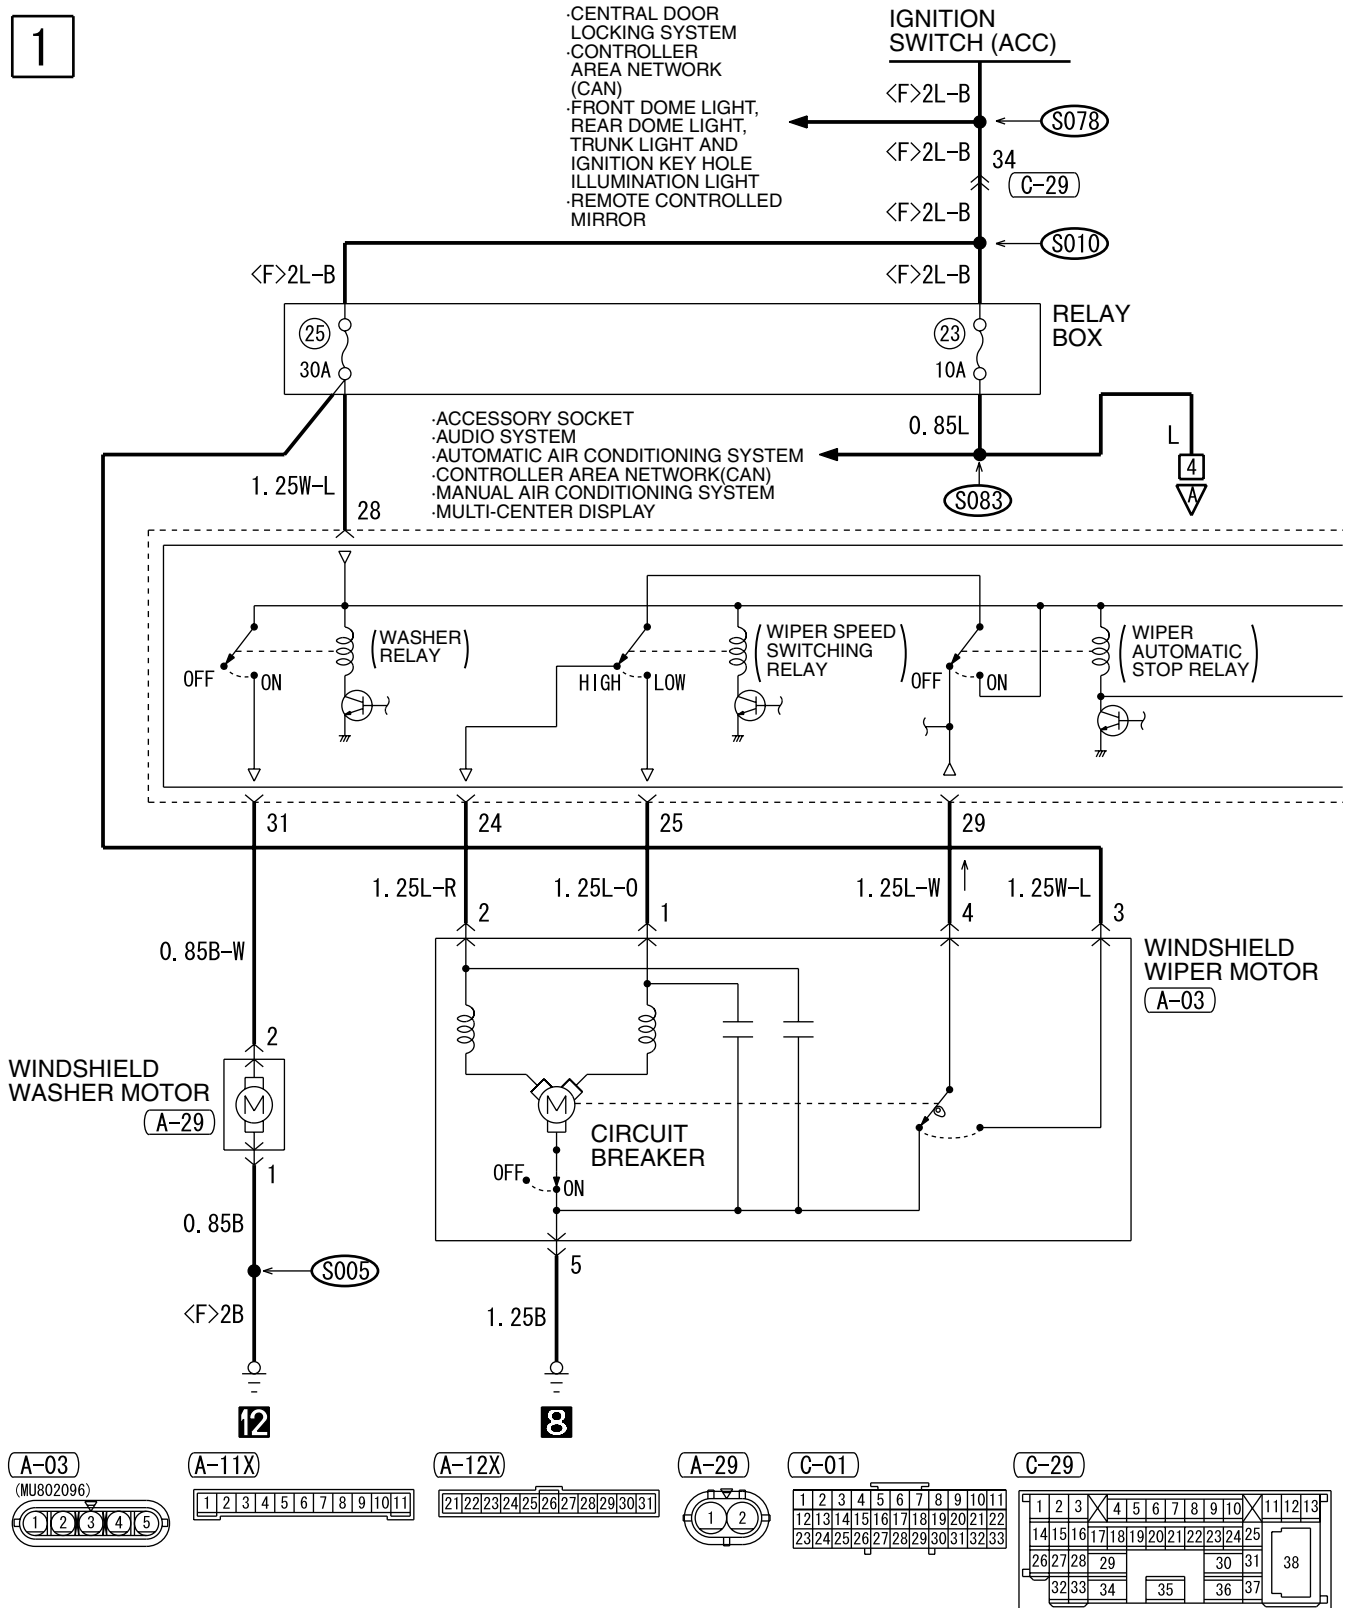 1
·CENTRAL DOOR
LOCKING SYSTEM
·CONTROLLER
AREA NETWORK
(CAN)
·FRONT DOME LIGHT,
REAR DOME LIGHT,
TRUNK LIGHT AND
IGNITION KEY HOLE
ILLUMINATION LIGHT
·REMOTE CONTROLLED
MIRROR
IGNITION
SWITCH (ACC)
<F>2L-B
S078
<F>2L-B
34
C-29
<F>2L-B
S010
<F>2L-B
<F>2L-B
RELAY
BOX
25
30A
23
10A
·ACCESSORY SOCKET
·AUDIO SYSTEM
·AUTOMATIC AIR CONDITIONING SYSTEM
·CONTROLLER AREA NETWORK(CAN)
·MANUAL AIR CONDITIONING SYSTEM
·MULTI-CENTER DISPLAY
0.85L
L
4
A
S083
1.25W-L
28
(WASHER
RELAY)
OFF
ON
(WIPER SPEED
SWITCHING
RELAY)
HIGH
LOW
OFF
ON
(WIPER
AUTOMATIC
STOP RELAY)
31
24
25
29
1.25L-R
1.25L-O
1.25L-W
1.25W-L
2
1
4
3
0.85B-W
WINDSHIELD
WIPER MOTOR
A-03
2
WINDSHIELD
WASHER MOTOR
A-29
M
M
CIRCUIT
BREAKER
OFF
ON
1
0.85B
S005
<F>2B
5
1.25B
12
8
A-03
(MU802096)
1 2 3 4 5
A-11X
1 2 3 4 5 6 7 8 9 10 11
A-12X
21 22 23 24 25 26 27 28 29 30 31
A-29
1 2
C-01
1 2 3 4 5 6 7 8 9 10 11
12 13 14 15 16 17 18 19 20 21 22
23 24 25 26 27 28 29 30 31 32 33
C-29
1 2 3 4 5 6 7 8 9 10 11 12 13
14 15 16 17 18 19 20 21 22 23 24 25
26 27 28 29 30 31 38
32 33 34 35 36 37